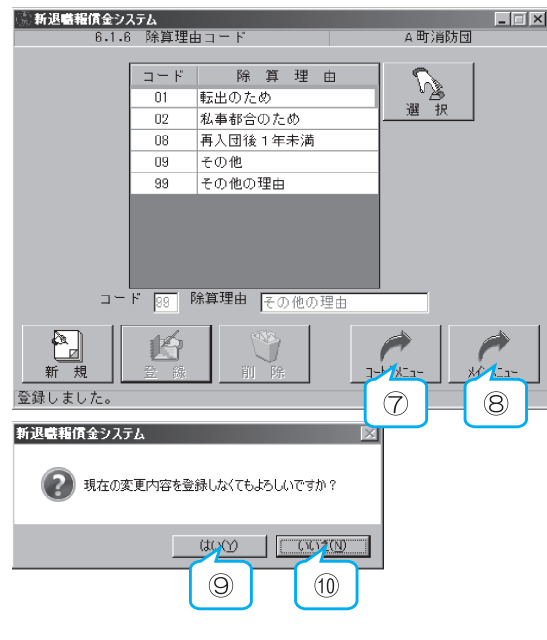 新退職報償金システム
6.1.6 除算理由コード A町消防団
コード 除算理由
01 転出のため
02 私事都合のため
08 再入団後1年未満
09 その他
99 その他の理由
選択
コード 99 除算理由 その他の理由
新規 登録 削除 コードメニュー メインメニュー
登録しました。
⑦ ⑧
新退職報償金システム
現在の変更内容を登録しなくてもよろしいですか?
はい(Y) いいえ(N)
⑨ ⑩